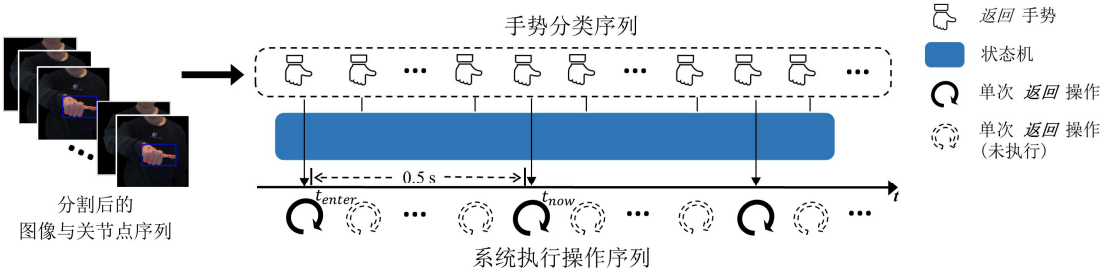 手势分类序列
返回 手势
状态机
单次 返回 操作
单次 返回 操作
(未执行)
0.5 s
t_enter
t_now
t
分割后的
图像与关节点序列
系统执行操作序列